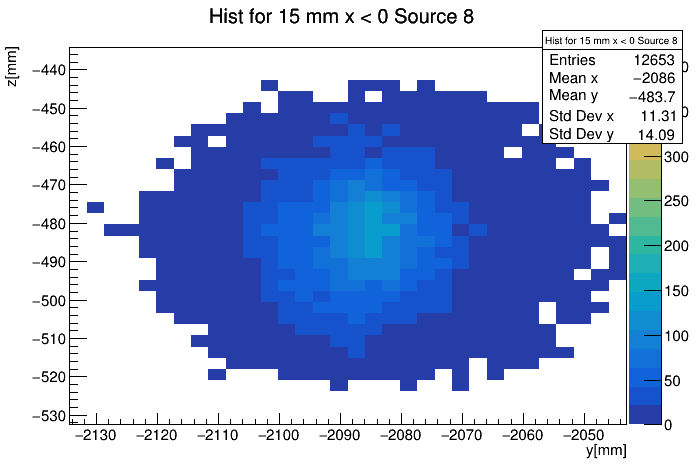 Hist for 15 mm x < 0 Source 8
z[mm]
Hist for 15 mm x < 0 Source 8
Entries 12653
Mean x −2086
Mean y −483.7
Std Dev x 11.31
Std Dev y 14.09
−440
−450
−460
−470
−480
−490
−500
−510
−520
−530
300
250
200
150
100
50
0
−2130 −2120 −2110 −2100 −2090 −2080 −2070 −2060 −2050
y[mm]